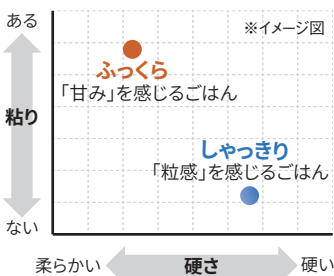 ある
※イメージ図
ふっくら
「甘み」を感じるごはん
粘り
しゃっきり
「粒感」を感じるごはん
ない
柔らかい 硬さ 硬い